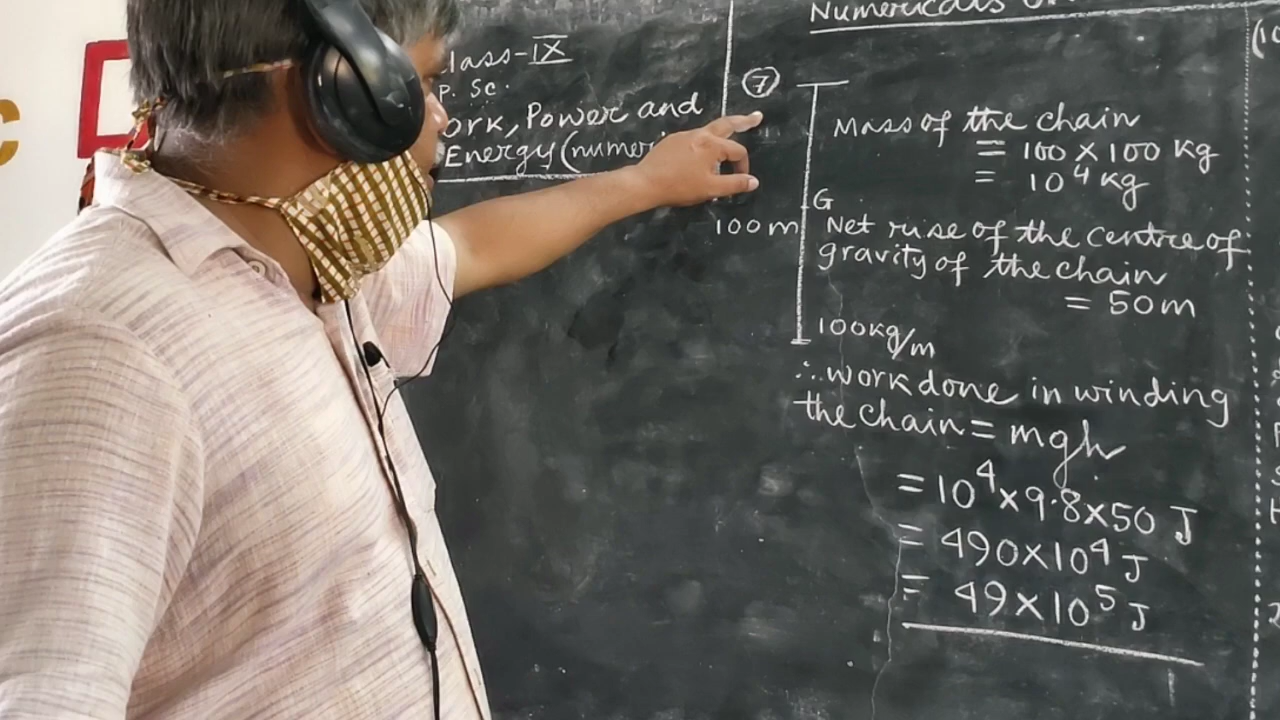 Numericals
lass-IX
P. Sc.
ork, Power and
Energy (numeri
7
Mass of the chain
= 100 X 100 kg
= 10⁴ kg
G
100m
Net rise of the centre of
gravity of the chain
= 50m
100kg/m
∴ work done in winding
the chain = mgh
= 10⁴ x 9.8 x 50 J
= 490 x 10⁴ J
= 49 X 10⁵ J